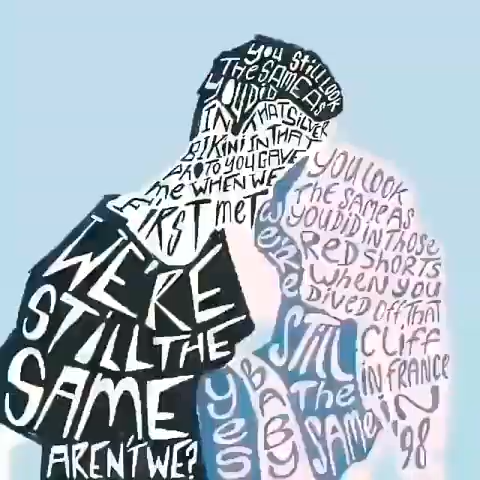 YOU STILL LOOK
THE SAME AS
YOU DID
IN THAT SILVER
BIKINI IN THAT
PHOTO YOU GAVE
ME WHEN WE
FIRST MET
WE'RE
STILL THE
SAME
AREN'T WE?
YOU LOOK
THE SAME AS
YOU DID IN THOSE
RED SHORTS
WHEN YOU
DIVED OFF THAT
CLIFF
IN FRANCE
IN
'98
WE'RE
STILL
THE
SAME
YES
BABY